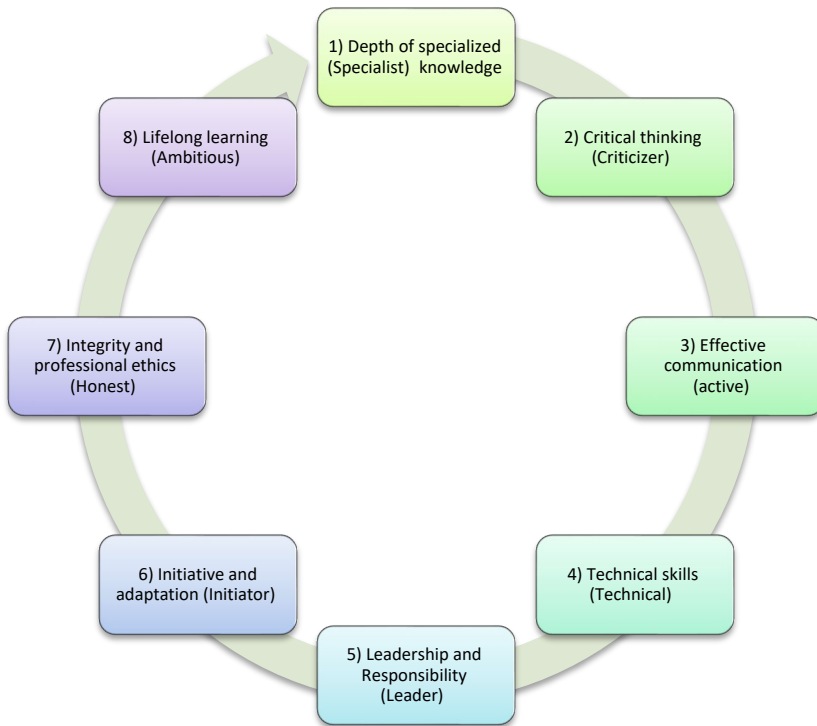 1) Depth of specialized
(Specialist) knowledge
2) Critical thinking
(Criticizer)
3) Effective
communication
(active)
4) Technical skills
(Technical)
5) Leadership and
Responsibility
(Leader)
6) Initiative and
adaptation (Initiator)
7) Integrity and
professional ethics
(Honest)
8) Lifelong learning
(Ambitious)